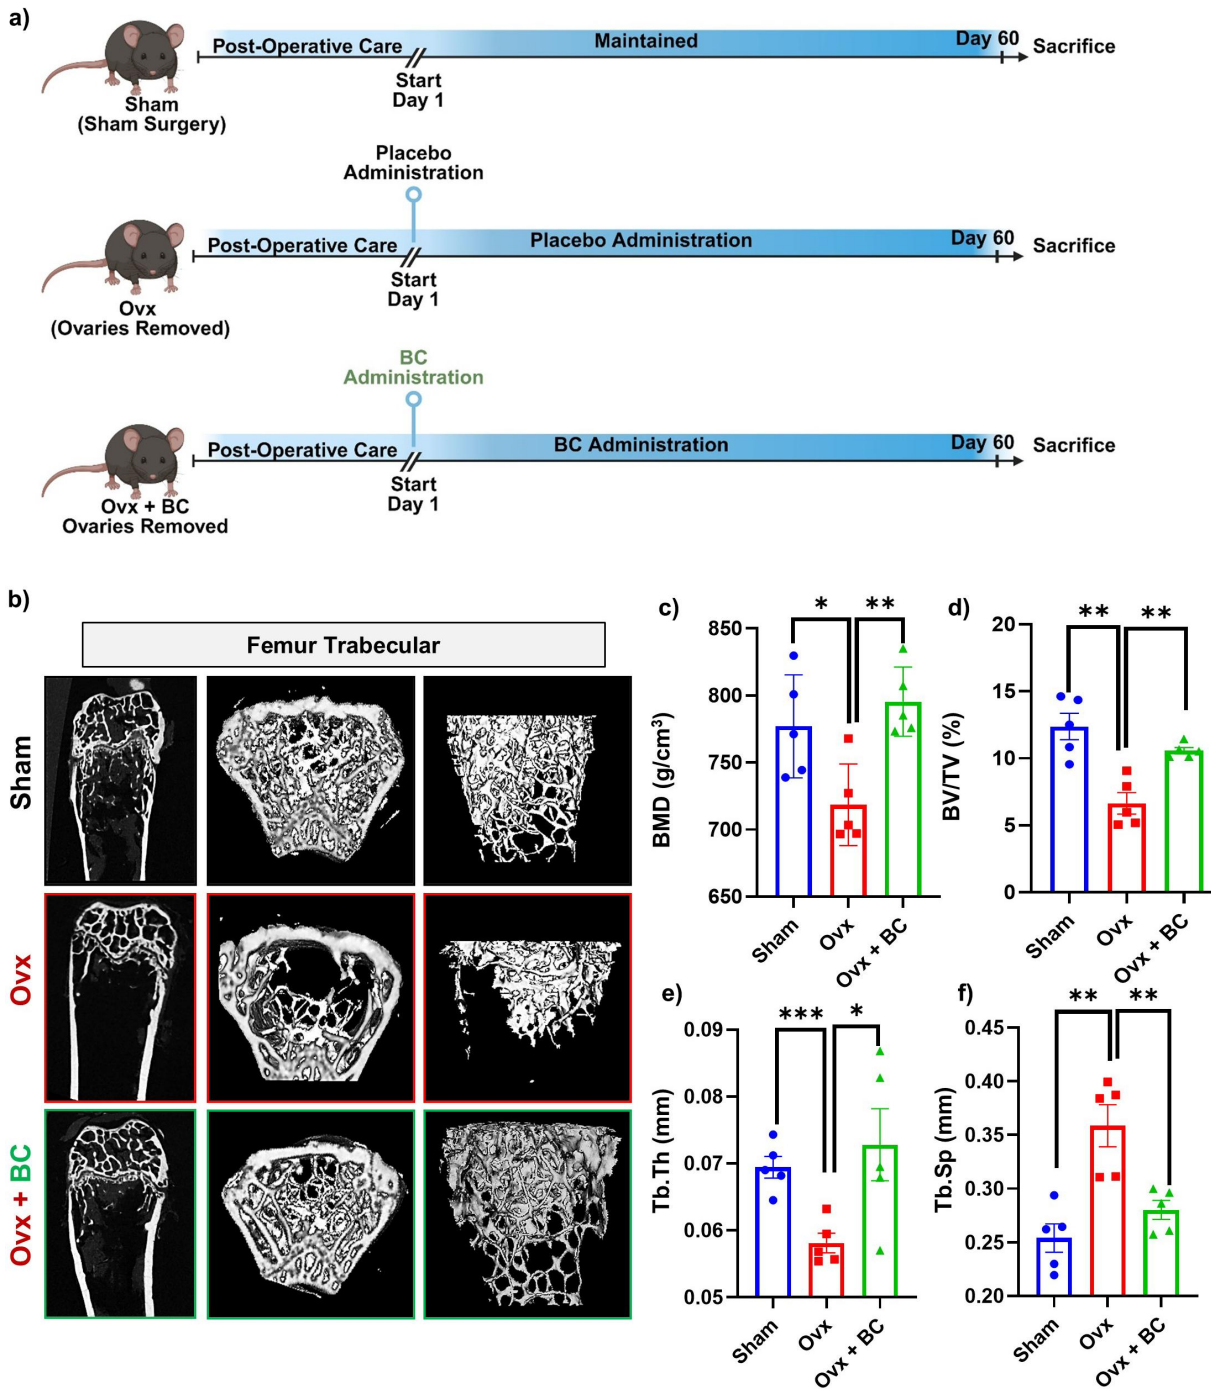 a)
Post-Operative Care
Maintained
Day 60
Sacrifice
Start
Day 1
Sham
(Sham Surgery)
Placebo
Administration
Post-Operative Care
Placebo Administration
Day 60
Sacrifice
Start
Day 1
Ovx
(Ovaries Removed)
BC
Administration
Post-Operative Care
BC Administration
Day 60
Sacrifice
Start
Day 1
Ovx + BC
Ovaries Removed
b)
Femur Trabecular
Sham
Ovx
Ovx + BC
c)
* **
BMD (g/cm³)
850
800
750
700
650
Sham
Ovx
Ovx + BC
d)
** **
BV/TV (%)
20
15
10
5
0
Sham
Ovx
Ovx + BC
e)
*** *
Tb.Th (mm)
0.09
0.08
0.07
0.06
0.05
Sham
Ovx
Ovx + BC
f)
** **
Tb.Sp (mm)
0.45
0.40
0.35
0.30
0.25
0.20
Sham
Ovx
Ovx + BC